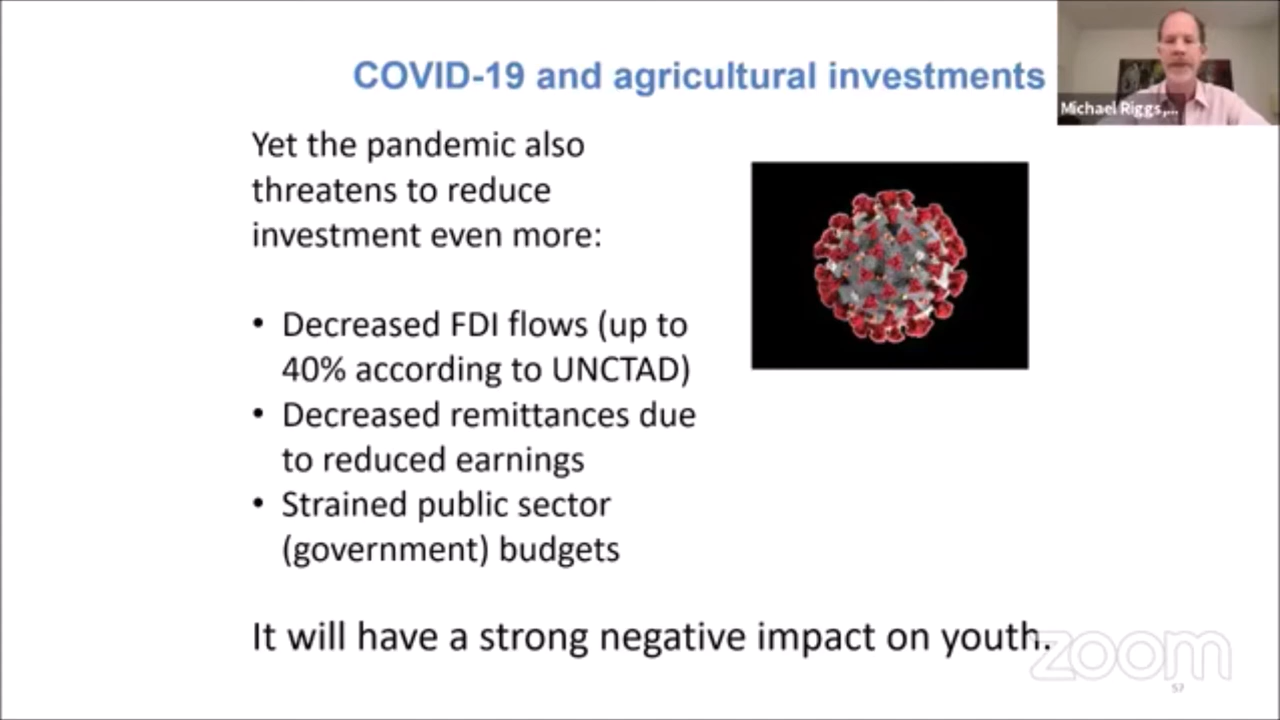 COVID-19 and agricultural investments
Michael Riggs,...
Yet the pandemic also
threatens to reduce
investment even more:
• Decreased FDI flows (up to
40% according to UNCTAD)
• Decreased remittances due
to reduced earnings
• Strained public sector
(government) budgets
It will have a strong negative impact on youth.
zoom
57